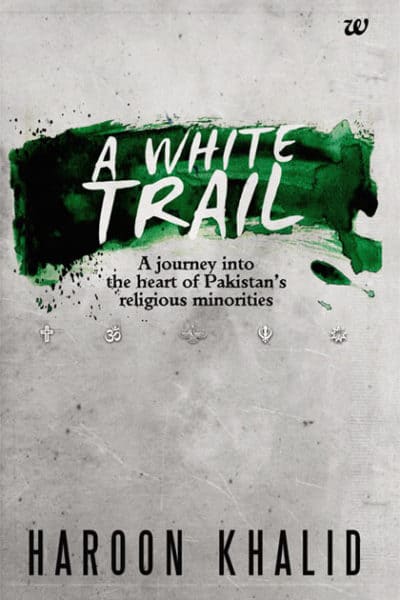 w
A WHITE
TRAIL
A journey into
the heart of Pakistan's
religious minorities
ॐ
HAROON KHALID